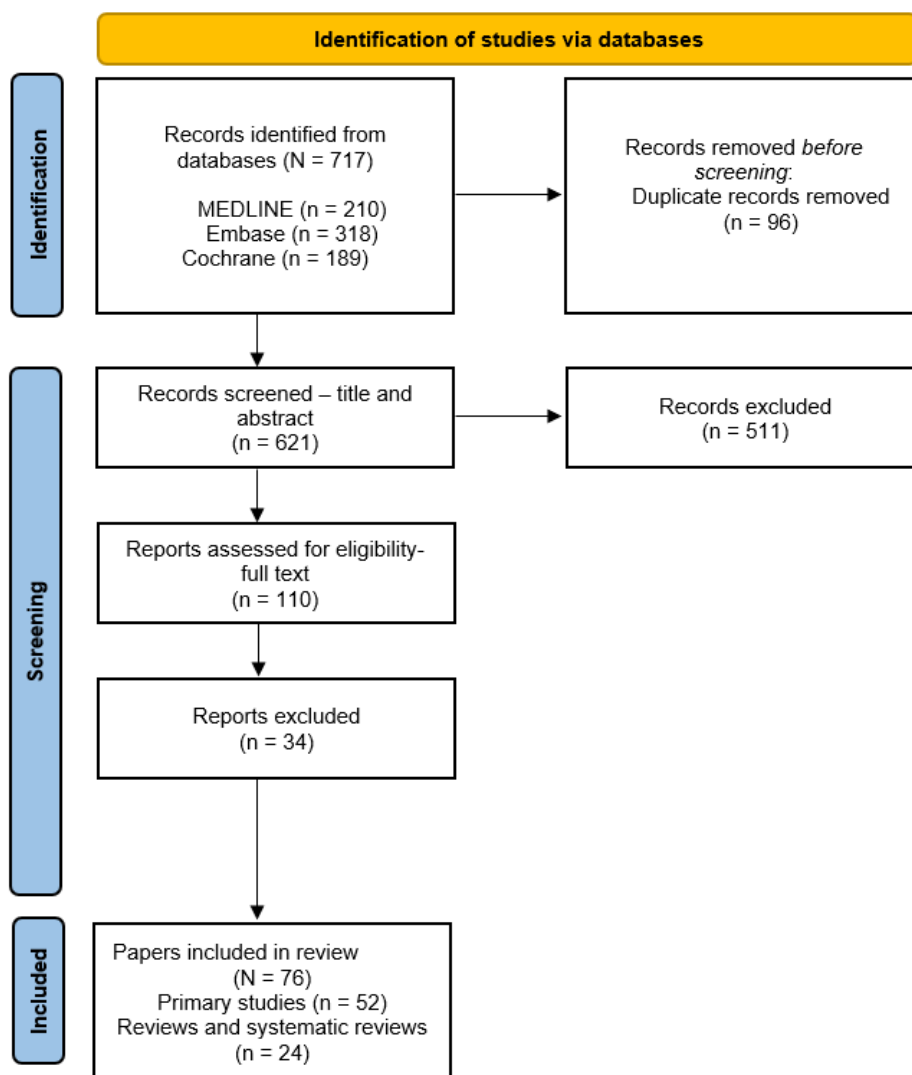 Identification of studies via databases
Identification
Records identified from
databases (N = 717)
MEDLINE (n = 210)
Embase (n = 318)
Cochrane (n = 189)
Records removed before
screening:
Duplicate records removed
(n = 96)
Screening
Records screened – title and
abstract
(n = 621)
Records excluded
(n = 511)
Reports assessed for eligibility-
full text
(n = 110)
Reports excluded
(n = 34)
Included
Papers included in review
(N = 76)
Primary studies (n = 52)
Reviews and systematic reviews
(n = 24)